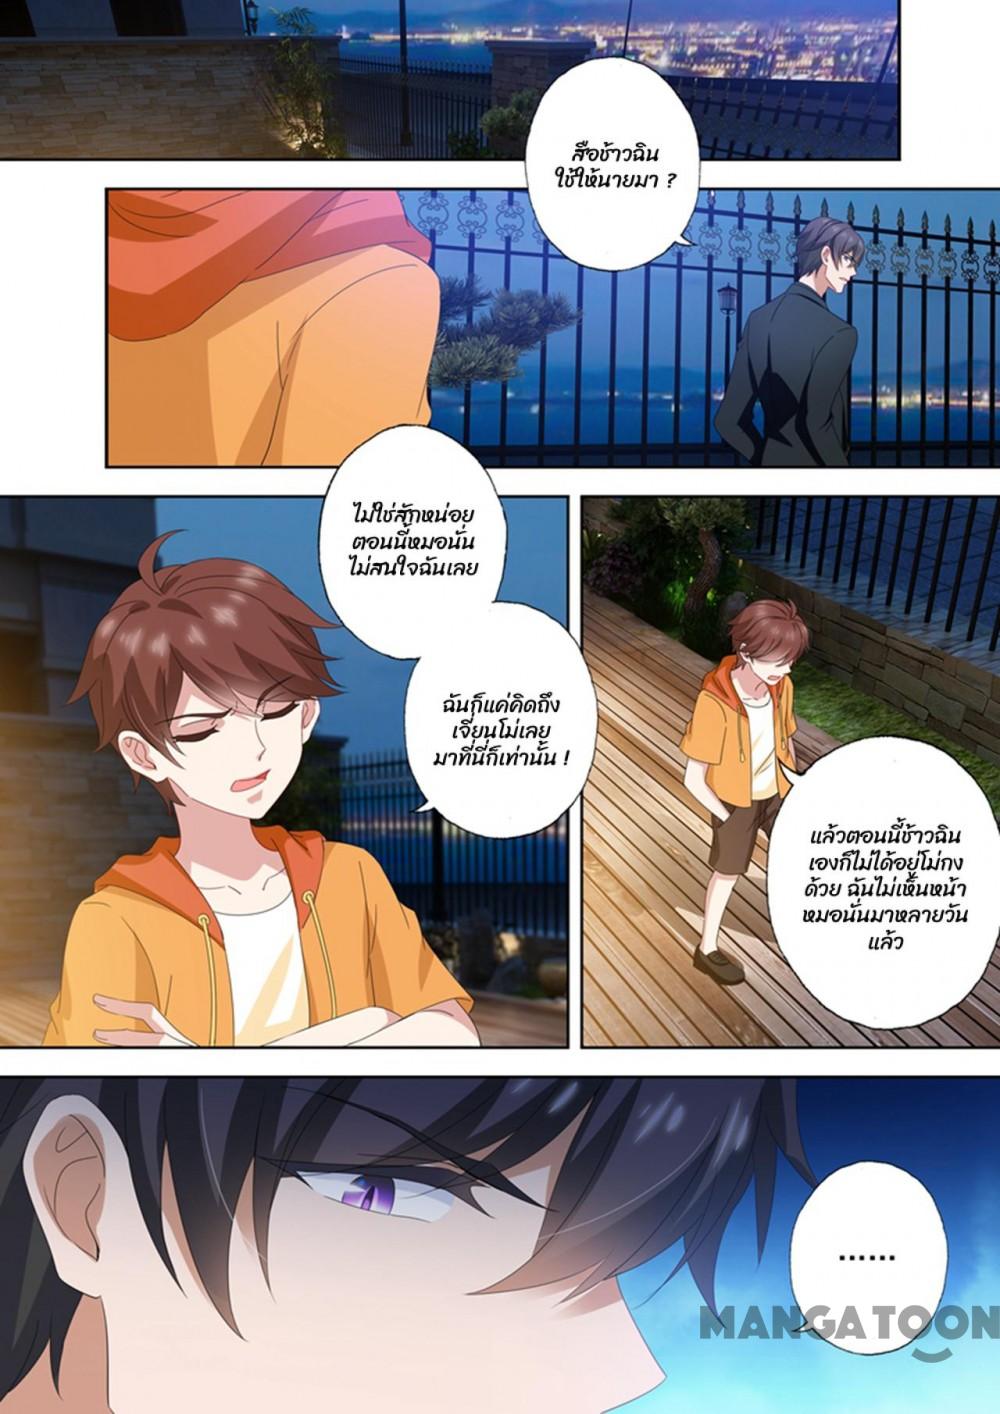 สือช้าวฉิน
ใช้ให้นายมา ?
ไม่ใช่สักหน่อย
ตอนนี้หมอนั่น
ไม่สนใจฉันเลย
ฉันก็แค่คิดถึง
เจี่ยนโม่เลย
มาที่นี่ก็เท่านั้น !
แล้วตอนนี้ช้าวฉิน
เองก็ไม่ได้อยู่โม่กง
ด้วย ฉันไม่เห็นหน้า
หมอนั่นมาหลายวัน
แล้ว
......
MANGATOON